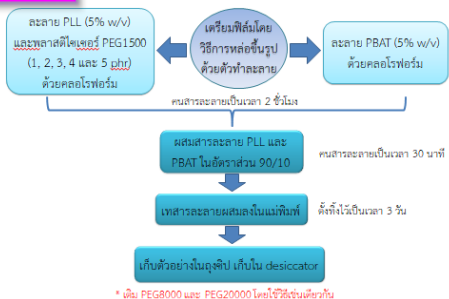 ละลาย PLL (5% w/v)
และพลาสติไซเซอร์ PEG1500
(1, 2, 3, 4 และ 5 phr)
ด้วยคลอโรฟอร์ม
เตรียมฟิล์มโดย
วิธีการหล่อขึ้นรูป
ด้วยตัวทำละลาย
ละลาย PBAT (5% w/v)
ด้วยคลอโรฟอร์ม
คนสารละลายเป็นเวลา 2 ชั่วโมง
ผสมสารละลาย PLL และ
PBAT ในอัตราส่วน 90/10
คนสารละลายเป็นเวลา 30 นาที
เทสารละลายผสมลงในแม่พิมพ์
ตั้งทิ้งไว้เป็นเวลา 3 วัน
เก็บตัวอย่างในถุงซิป เก็บใน desiccator
* เติม PEG8000 และ PEG20000 โดยใช้วิธีเช่นเดียวกัน